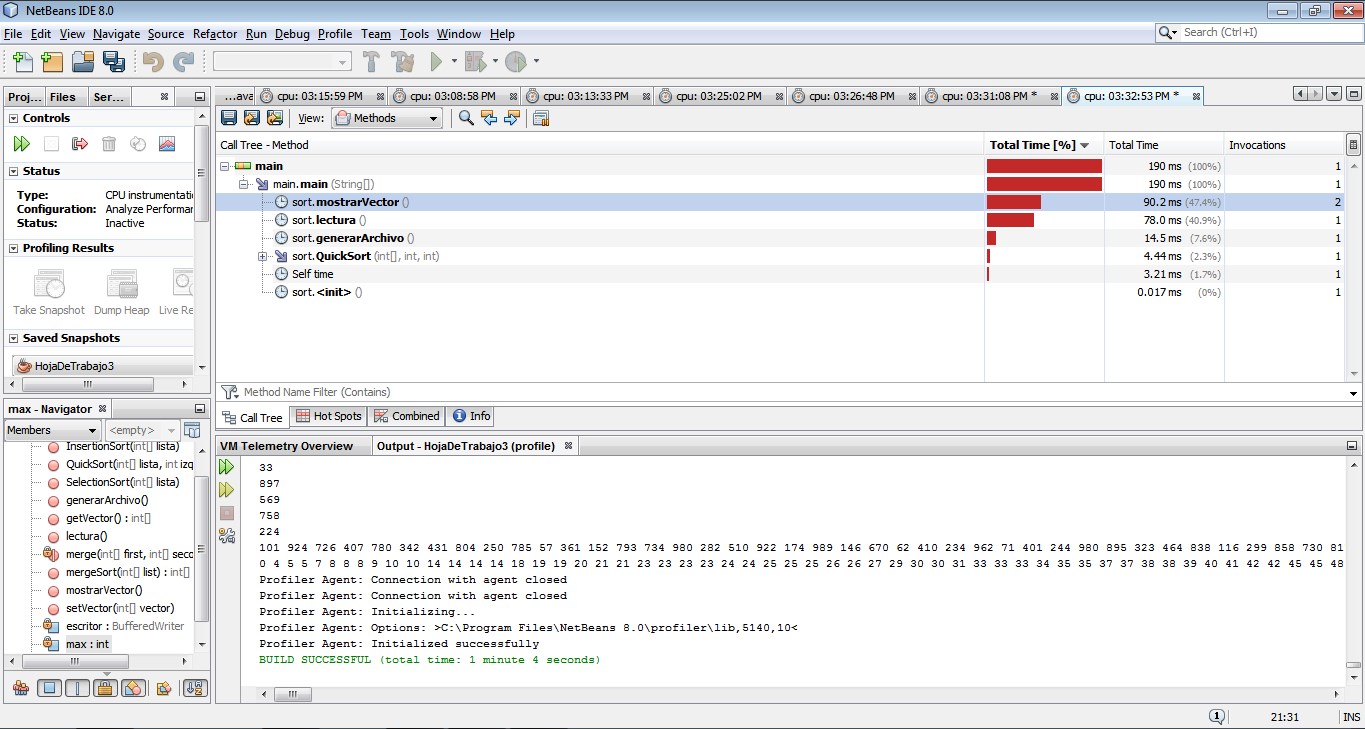 NetBeans IDE 8.0
File Edit View Navigate Source Refactor Run Debug Profile Team Tools Window Help
Search (Ctrl+I)
Proj... Files Ser...
...ava cpu: 03:15:59 PM cpu: 03:08:58 PM cpu: 03:13:33 PM cpu: 03:25:02 PM cpu: 03:26:48 PM cpu: 03:31:08 PM * cpu: 03:32:53 PM *
Controls
View: Methods
Call Tree - Method Total Time [%] Total Time Invocations
main 190 ms (100%) 1
main.main (String[]) 190 ms (100%) 1
sort.mostrarVector () 90.2 ms (47.4%) 2
sort.lectura () 78.0 ms (40.9%) 1
sort.generarArchivo () 14.5 ms (7.6%) 1
sort.QuickSort (int[], int, int) 4.44 ms (2.3%) 1
Self time 3.21 ms (1.7%) 1
sort.<init> () 0.017 ms (0%) 1
Status
Type: CPU instrumentati
Configuration: Analyze Performar
Status: Inactive
Profiling Results
Take Snapshot Dump Heap Live Re
Saved Snapshots
HojaDeTrabajo3
Method Name Filter (Contains)
Call Tree Hot Spots Combined Info
max - Navigator
Members <empty>
InsertionSort(int[] lista)
QuickSort(int[] lista, int izq
SelectionSort(int[] lista)
generarArchivo()
getVector() : int[]
lectura()
merge(int[] first, int[] seco
mergeSort(int[] list) : int[]
mostrarVector()
setVector(int[] vector)
escritor : BufferedWriter
max : int
VM Telemetry Overview Output - HojaDeTrabajo3 (profile)
33
897
569
758
224
101 924 726 407 780 342 431 804 250 785 57 361 152 793 734 980 282 510 922 174 989 146 670 62 410 234 962 71 401 244 980 895 323 464 838 116 299 858 730 81
0 4 5 5 7 7 8 9 10 10 14 14 14 14 18 19 19 20 21 21 23 23 23 23 23 25 25 26 26 27 29 30 30 31 31 33 33 34 35 35 37 37 38 38 39 40 41 42 42 45 45 48
Profiler Agent: Connection with agent closed
Profiler Agent: Connection with agent closed
Profiler Agent: Initializing...
Profiler Agent: Options: >C:\Program Files\NetBeans 8.0\profiler\lib,5140,10<
Profiler Agent: Initialized successfully
BUILD SUCCESSFUL (total time: 1 minute 4 seconds)
1 21:31 INS